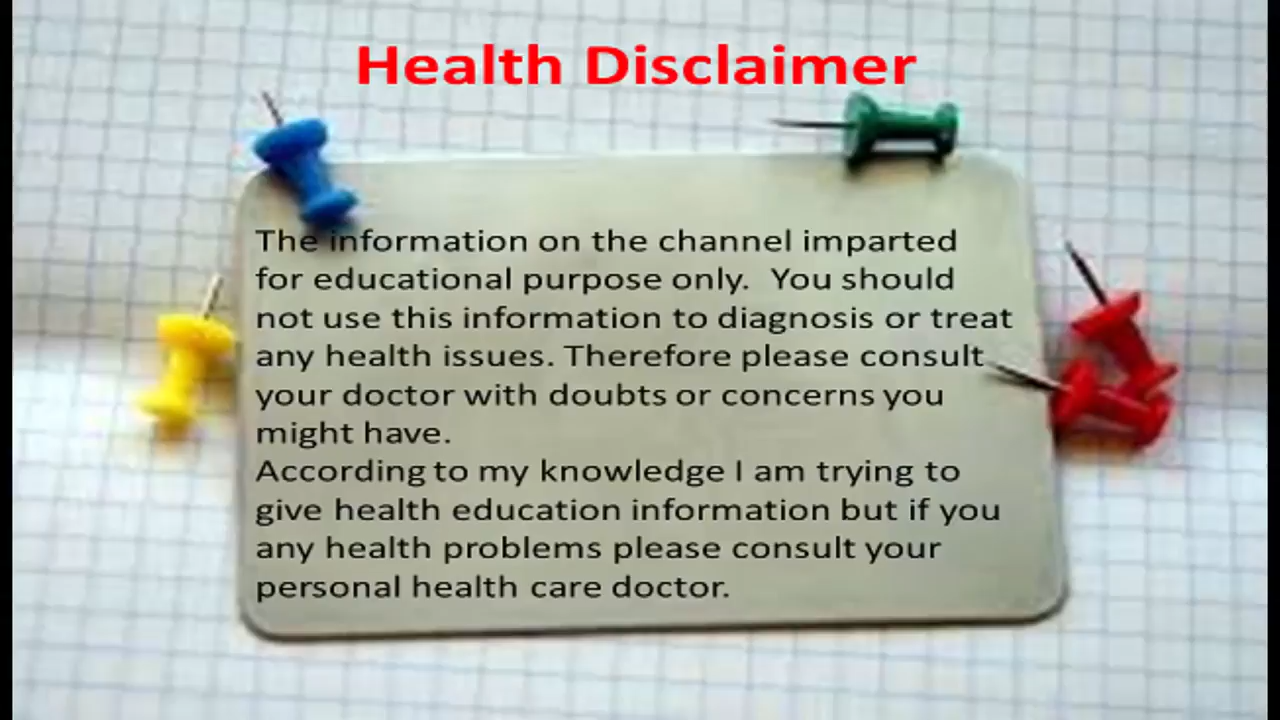 Health Disclaimer
The information on the channel imparted
for educational purpose only. You should
not use this information to diagnosis or treat
any health issues. Therefore please consult
your doctor with doubts or concerns you
might have.
According to my knowledge I am trying to
give health education information but if you
any health problems please consult your
personal health care doctor.